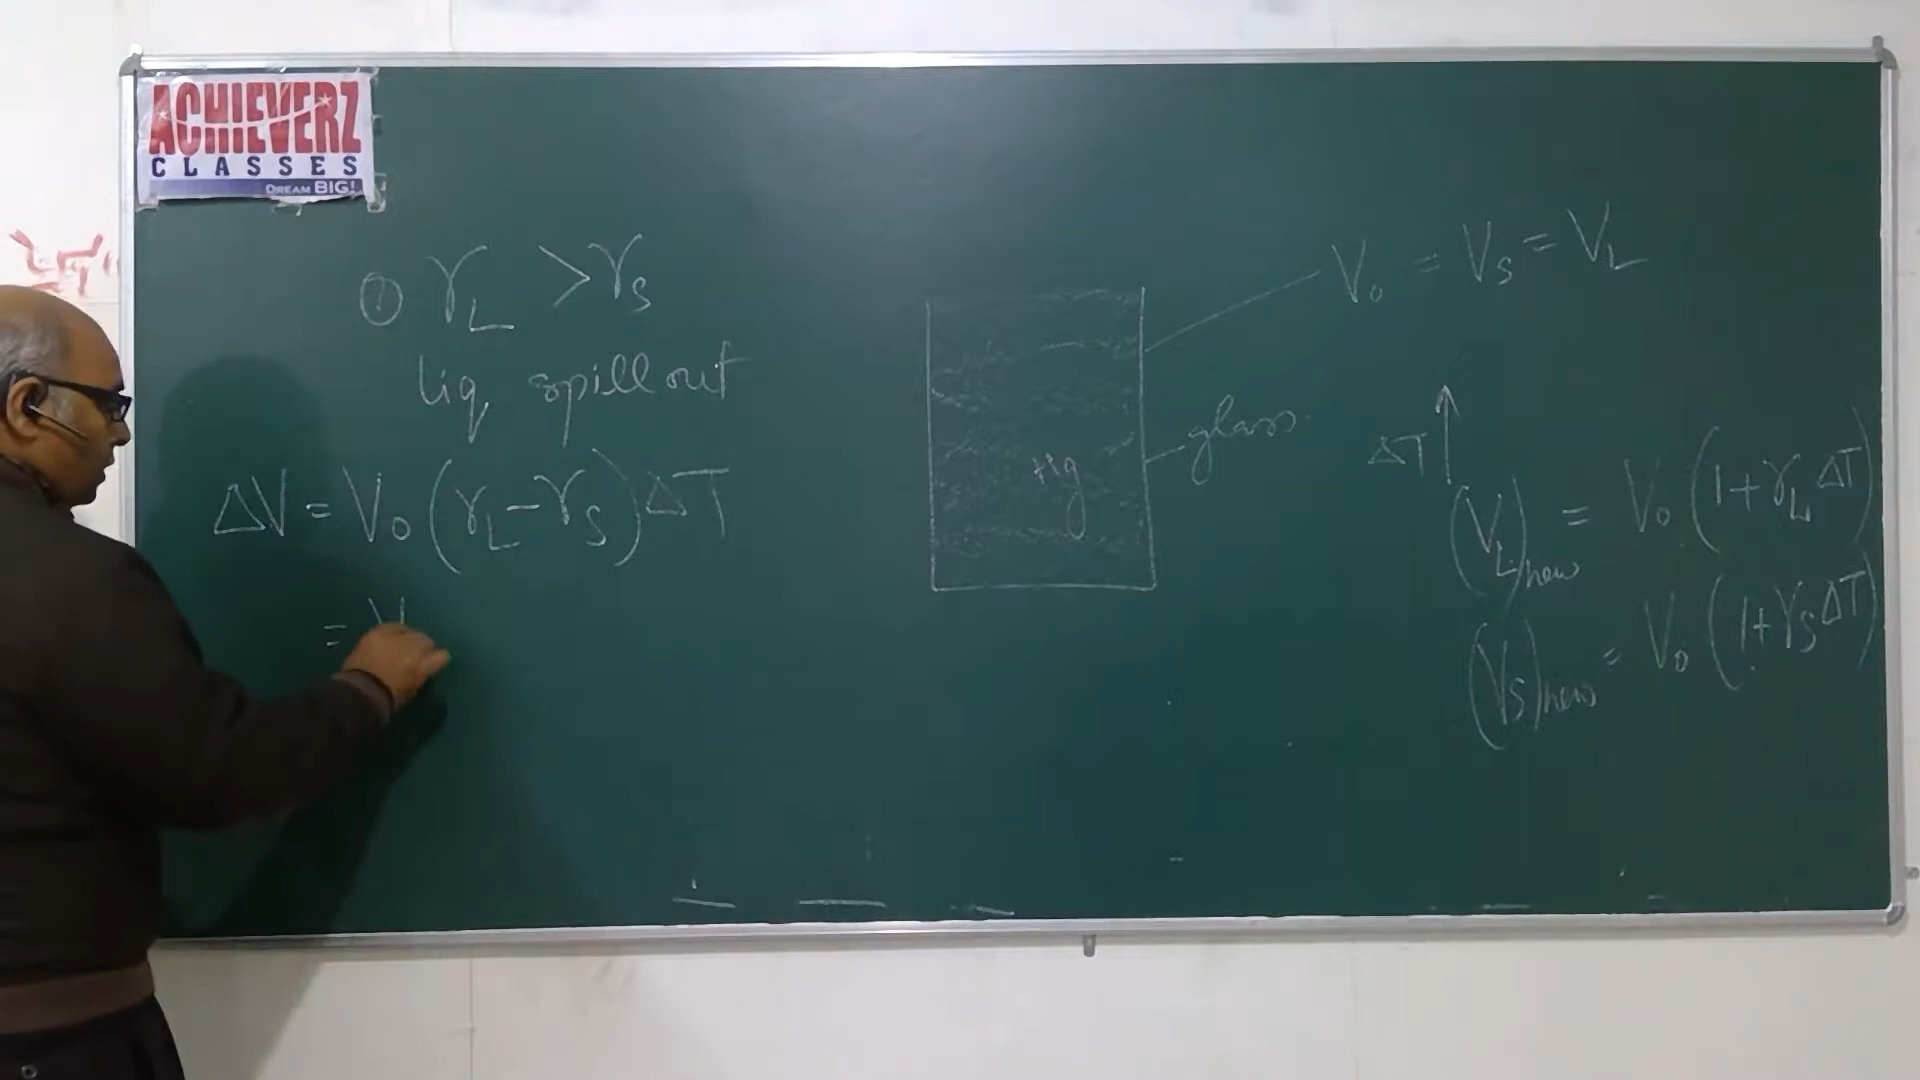 ACHIEVERZ
CLASSES
DREAM BIG!
① γ_L > γ_S
liq spill out
ΔV = V₀ (γ_L - γ_S) ΔT
= V
Hg
glass
V₀ = V_S = V_L
ΔT ↑
(V_L)new = V₀ (1 + γ_L ΔT)
(V_S)new = V₀ (1 + γ_S ΔT)